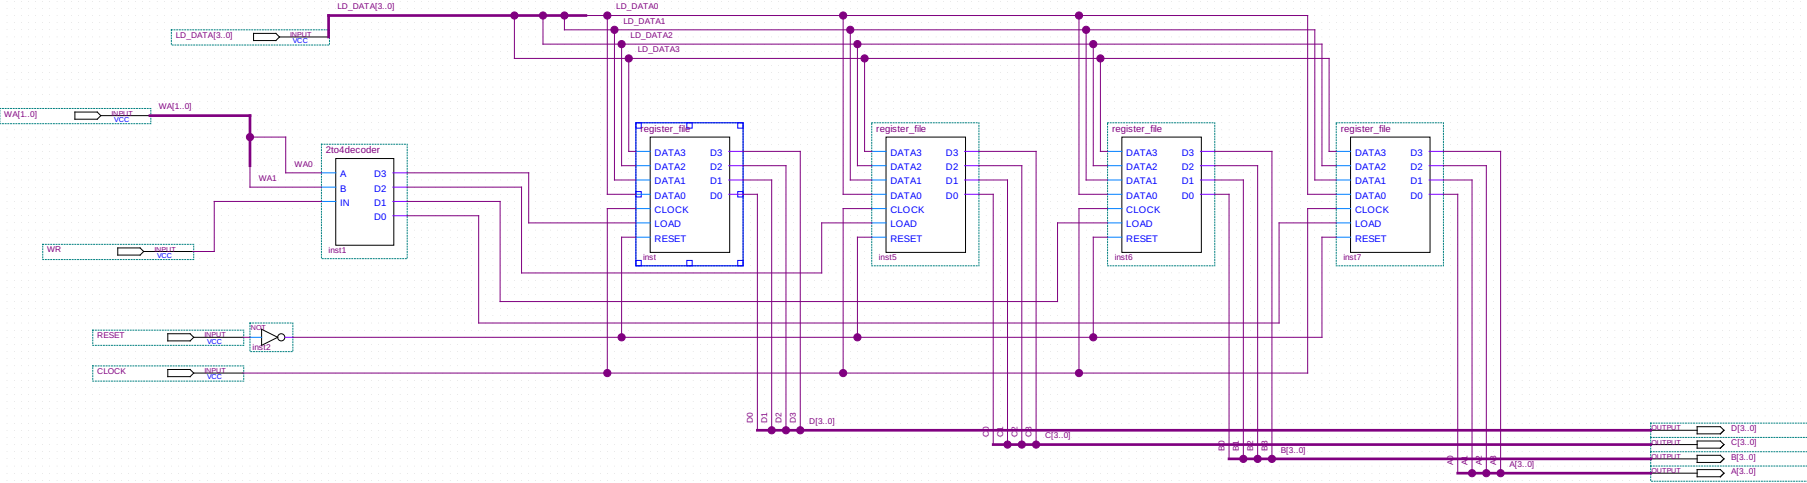 LD_DATA[3..0]
LD_DATA0
LD_DATA1
LD_DATA2
LD_DATA3
LD_DATA[3..0]
INPUT
VCC
WA[1..0]
WA[1..0]
INPUT
VCC
2to4decoder
WA0
WA1
A
B
IN
D3
D2
D1
D0
inst1
WR
INPUT
VCC
register_file
DATA3
DATA2
DATA1
DATA0
CLOCK
LOAD
RESET
D3
D2
D1
D0
inst
register_file
DATA3
DATA2
DATA1
DATA0
CLOCK
LOAD
RESET
D3
D2
D1
D0
inst5
register_file
DATA3
DATA2
DATA1
DATA0
CLOCK
LOAD
RESET
D3
D2
D1
D0
inst6
register_file
DATA3
DATA2
DATA1
DATA0
CLOCK
LOAD
RESET
D3
D2
D1
D0
inst7
RESET
INPUT
VCC
NOT
inst2
CLOCK
INPUT
VCC
D0
D1
D2
D3
D[3..0]
C0
C1
C2
C3
C[3..0]
B0
B1
B2
B3
B[3..0]
A0
A1
A2
A3
A[3..0]
OUTPUT
D[3..0]
OUTPUT
C[3..0]
OUTPUT
B[3..0]
OUTPUT
A[3..0]